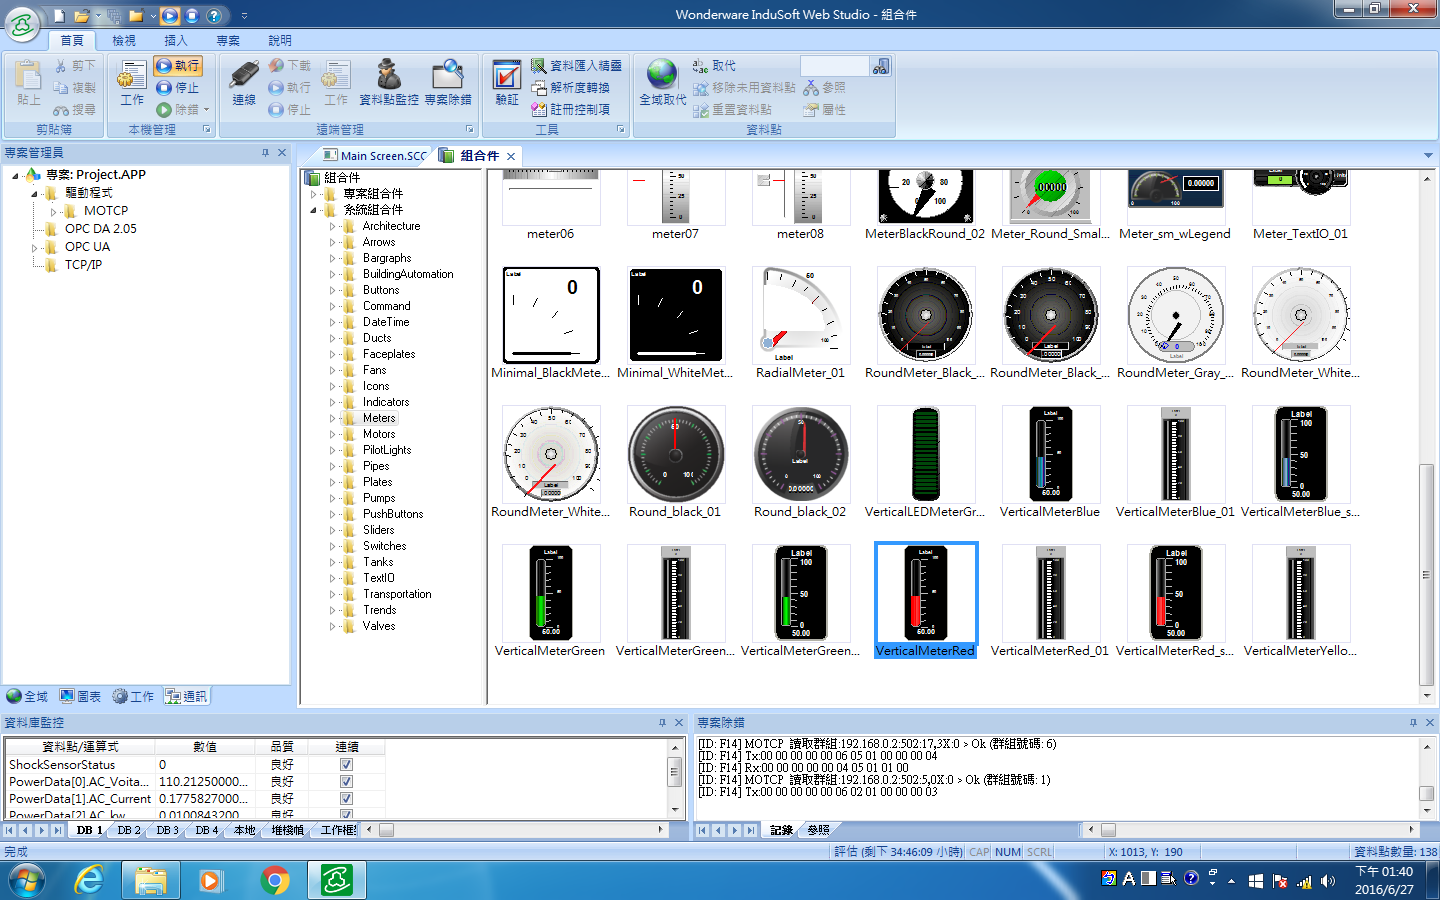 Wonderware InduSoft Web Studio - 組合件
首頁 檢視 插入 專案 說明
貼上 剪下 複製 搜尋 剪貼簿
工作 執行 停止 除錯 本機管理
連線 下載 執行 停止 工作 資料點監控 專案除錯 遠端管理
驗証 資料匯入精靈 解析度轉換 註冊控制項 工具
全域取代 取代 移除未用資料點 重置資料點 參照 屬性 資料點
專案管理員
專案: Project.APP
驅動程式
MOTCP
OPC DA 2.05
OPC UA
TCP/IP
全域 圖表 工作 通訊
Main Screen.SCC 組合件
組合件
專案組合件
系統組合件
Architecture
Arrows
Bargraphs
BuildingAutomation
Buttons
Command
DateTime
Ducts
Faceplates
Fans
Icons
Indicators
Meters
Motors
PilotLights
Pipes
Plates
Pumps
PushButtons
Sliders
Switches
Tanks
TextIO
Transportation
Trends
Valves
meter06 meter07 meter08 MeterBlackRound_02 Meter_Round_Smal... Meter_sm_wLegend Meter_TextIO_01
Minimal_BlackMete... Minimal_WhiteMet... RadialMeter_01 RoundMeter_Black_... RoundMeter_Black_... RoundMeter_Gray_... RoundMeter_White...
RoundMeter_White... Round_black_01 Round_black_02 VerticalLEDMeterGr... VerticalMeterBlue VerticalMeterBlue_01 VerticalMeterBlue_s...
VerticalMeterGreen VerticalMeterGreen... VerticalMeterGreen... VerticalMeterRed VerticalMeterRed_01 VerticalMeterRed_s... VerticalMeterYello...
資料庫監控
資料點/運算式 數值 品質 連續
ShockSensorStatus 0 良好
PowerData[0].AC_Voita... 110.21250000... 良好
PowerData[1].AC_Current 0.1775827000... 良好
PowerData[2].AC_kw 0.0100843200 良好
DB 1 DB 2 DB 3 DB 4 本地 堆棧幀 工作框
專案除錯
[ID: F14] MOTCP 讀取群組:192.168.0.2:502:17,3X:0 > Ok (群組號碼: 6)
[ID: F14] Tx:00 00 00 00 00 06 05 01 00 00 00 04
[ID: F14] Rx:00 00 00 00 00 04 05 01 01 00
[ID: F14] MOTCP 讀取群組:192.168.0.2:502:5,0X:0 > Ok (群組號碼: 1)
[ID: F14] Tx:00 00 00 00 00 06 02 01 00 00 00 03
記錄 參照
完成 評估 (剩下 34:46:09 小時) CAP NUM SCRL X: 1013, Y: 190 資料點數量: 138
下午 01:40
2016/6/27